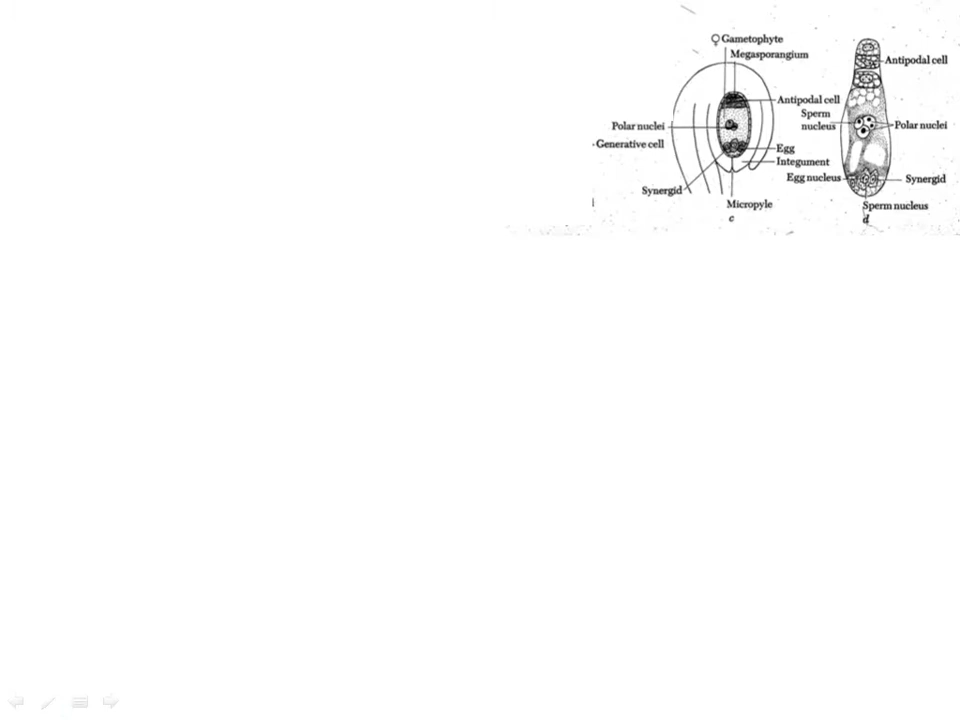 ♀ Gametophyte
Megasporangium
Antipodal cell
Polar nuclei
Generative cell
Egg
Integument
Synergid
Micropyle
c
Antipodal cell
Sperm
nucleus
Polar nuclei
Egg nucleus
Synergid
Sperm nucleus
d